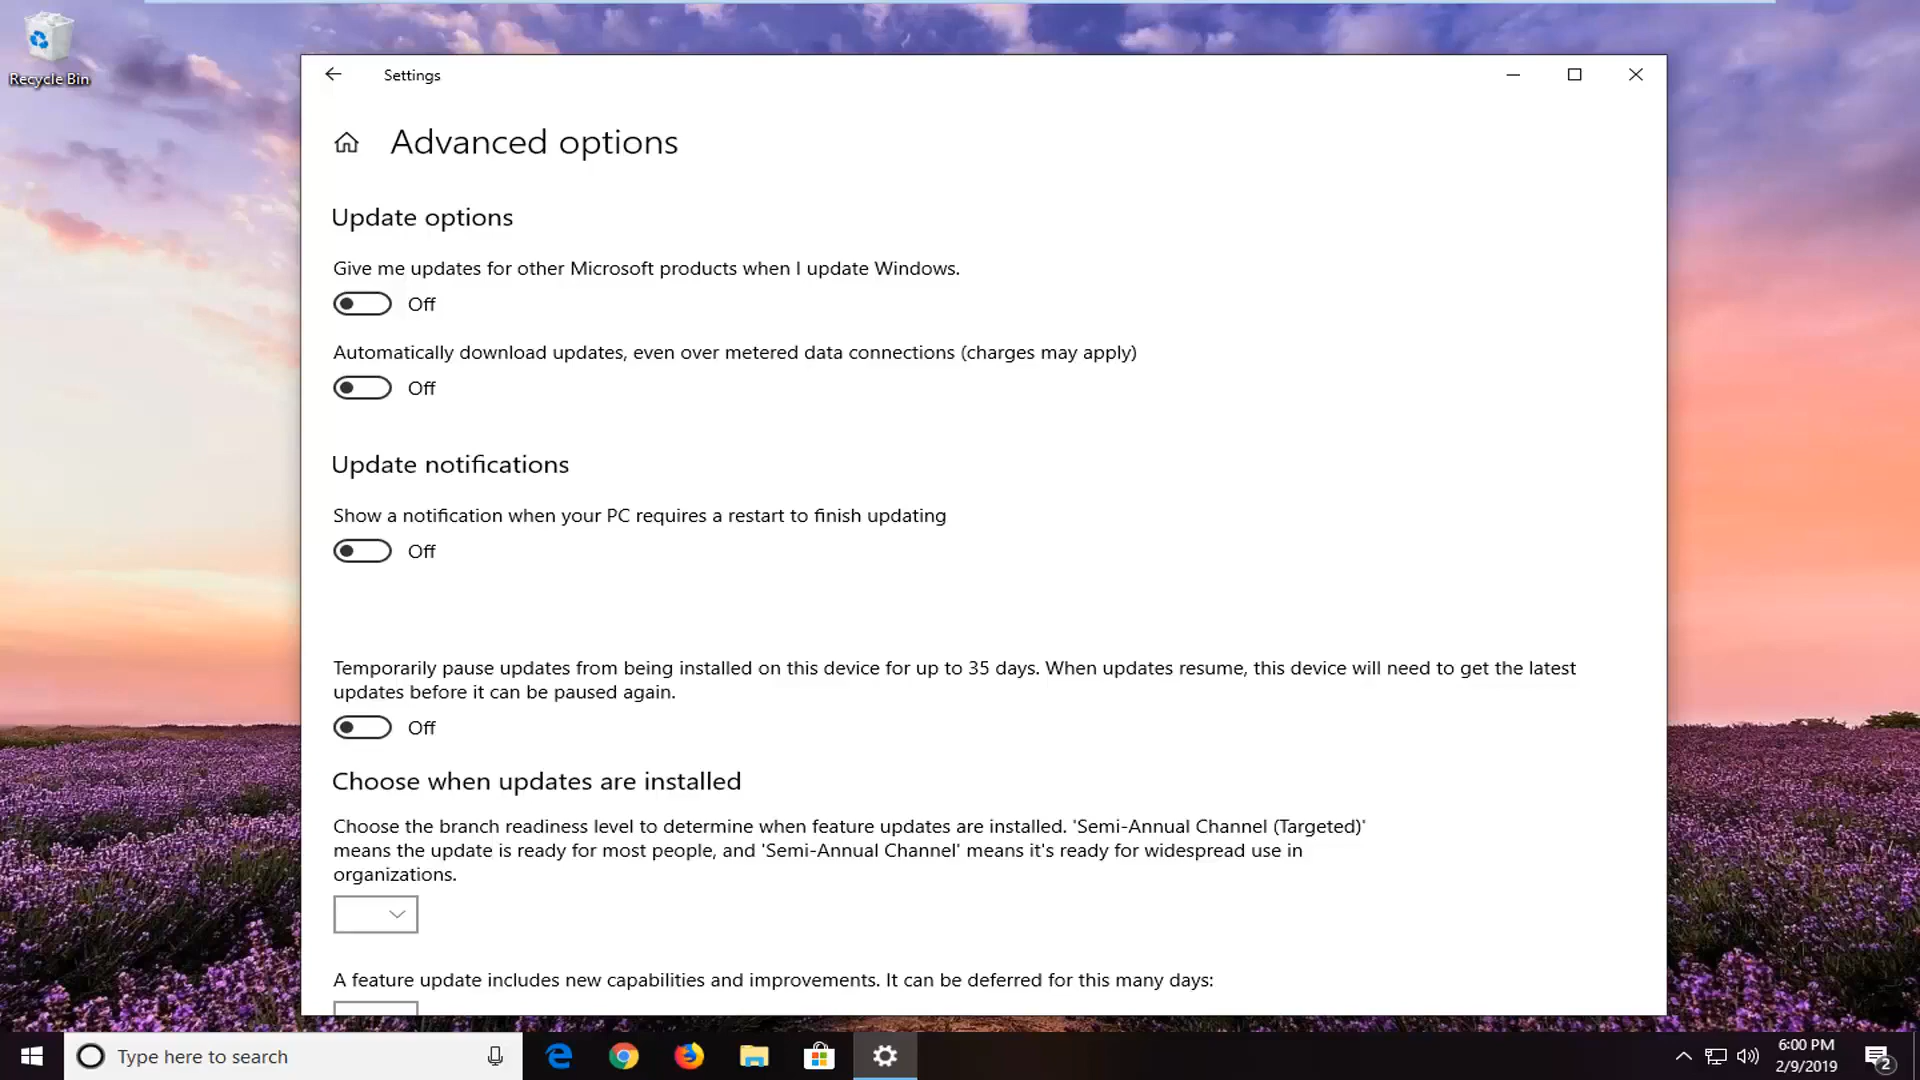 Recycle Bin
Settings
Advanced options
Update options
Give me updates for other Microsoft products when I update Windows.
Off
Automatically download updates, even over metered data connections (charges may apply)
Off
Update notifications
Show a notification when your PC requires a restart to finish updating
Off
Temporarily pause updates from being installed on this device for up to 35 days. When updates resume, this device will need to get the latest
updates before it can be paused again.
Off
Choose when updates are installed
Choose the branch readiness level to determine when feature updates are installed. 'Semi-Annual Channel (Targeted)'
means the update is ready for most people, and 'Semi-Annual Channel' means it's ready for widespread use in
organizations.
A feature update includes new capabilities and improvements. It can be deferred for this many days:
Type here to search
6:00 PM
2/9/2019
2